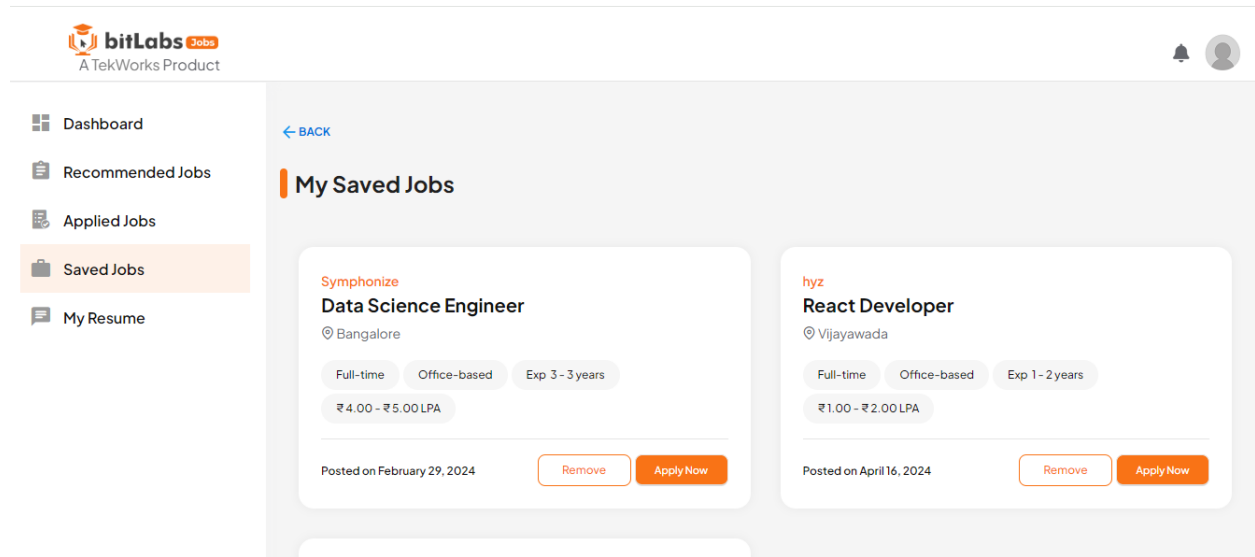 bitLabs Jobs
A TekWorks Product
Dashboard
Recommended Jobs
Applied Jobs
Saved Jobs
My Resume
BACK
My Saved Jobs
Symphonize
Data Science Engineer
Bangalore
Full-time Office-based Exp 3 - 3 years
₹ 4.00 - ₹ 5.00 LPA
Posted on February 29, 2024 Remove Apply Now
hyz
React Developer
Vijayawada
Full-time Office-based Exp 1 - 2 years
₹ 1.00 - ₹ 2.00 LPA
Posted on April 16, 2024 Remove Apply Now